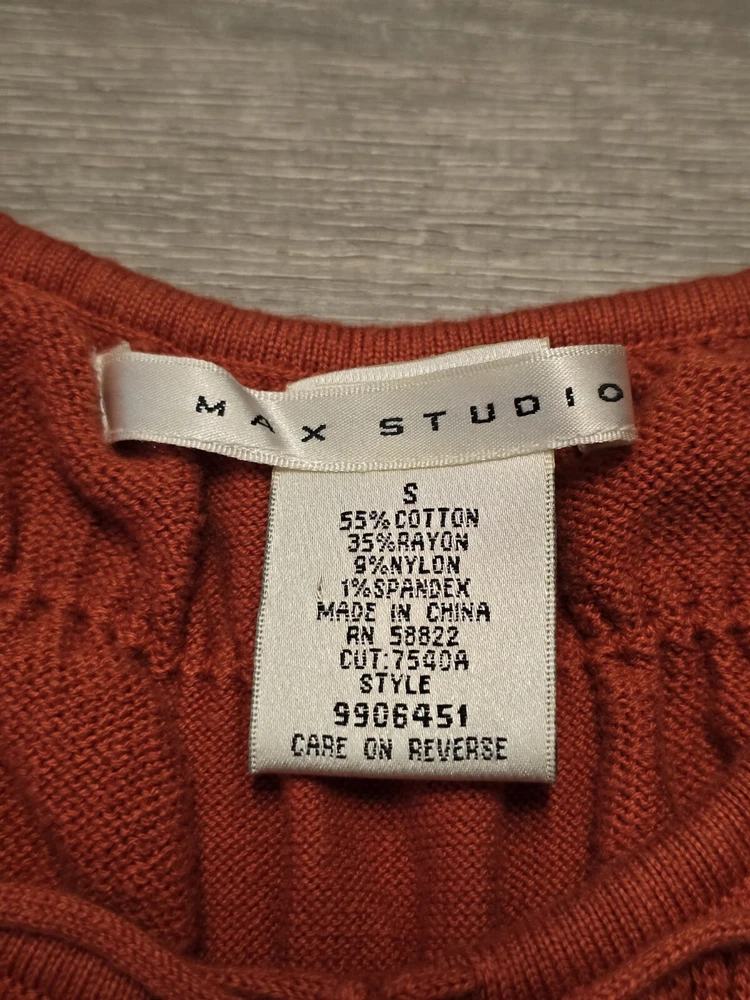 MAX STUDIO
S
55%COTTON
35%RAYON
9%NYLON
1%SPANDEX
MADE IN CHINA
RN 58822
CUT:7540A
STYLE
9906451
CARE ON REVERSE